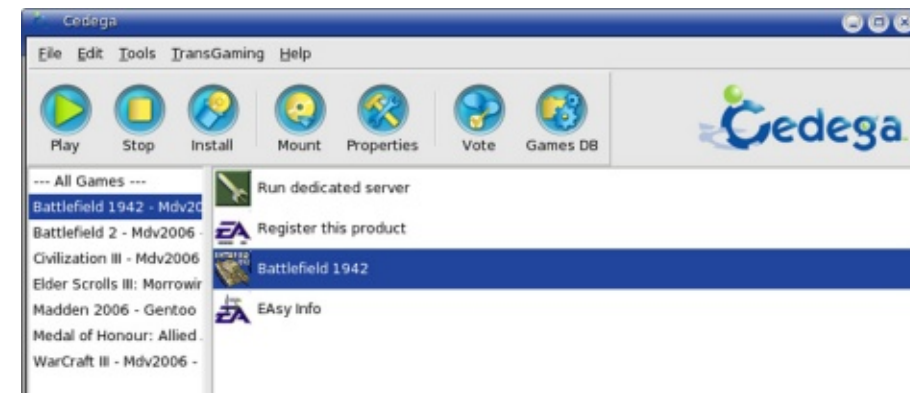 Cedega
File Edit Tools TransGaming Help
Play Stop Install Mount Properties Vote Games DB
Cedega
--- All Games ---
Battlefield 1942 - Mdv20
Battlefield 2 - Mdv2006 -
Civilization III - Mdv2006
Elder Scrolls III: Morrowir
Madden 2006 - Gentoo
Medal of Honour: Allied
WarCraft III - Mdv2006 -
Run dedicated server
EA Register this product
Battlefield 1942
EA EAsy Info